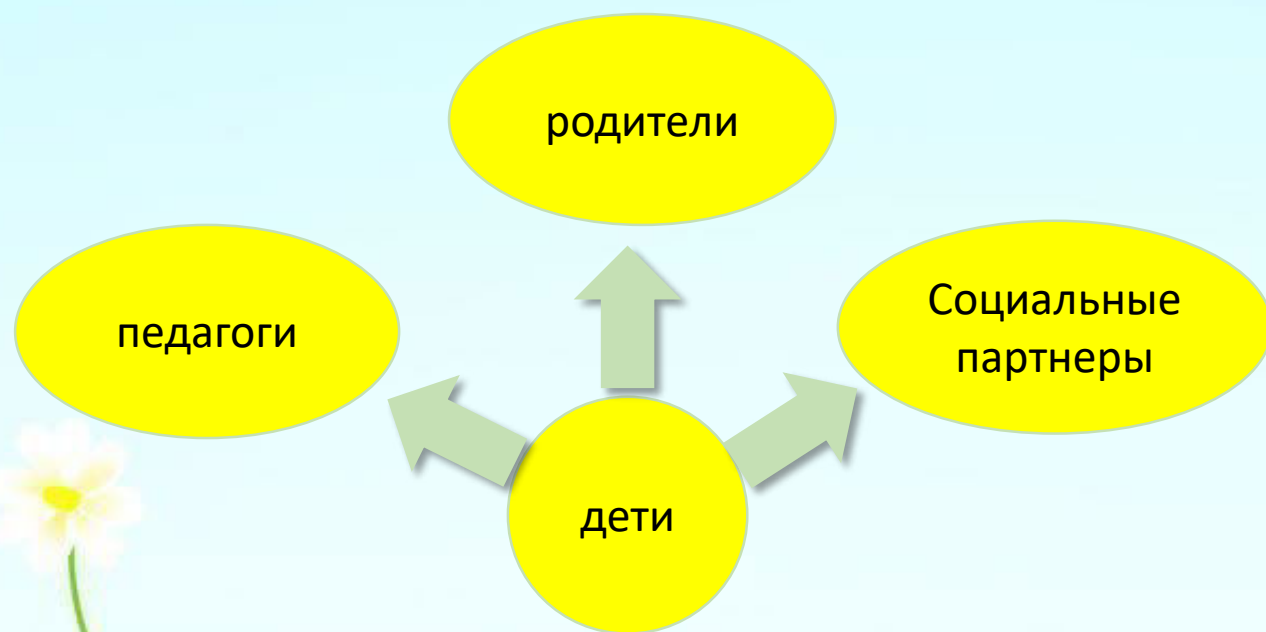 родители
педагоги
Социальные
партнеры
дети